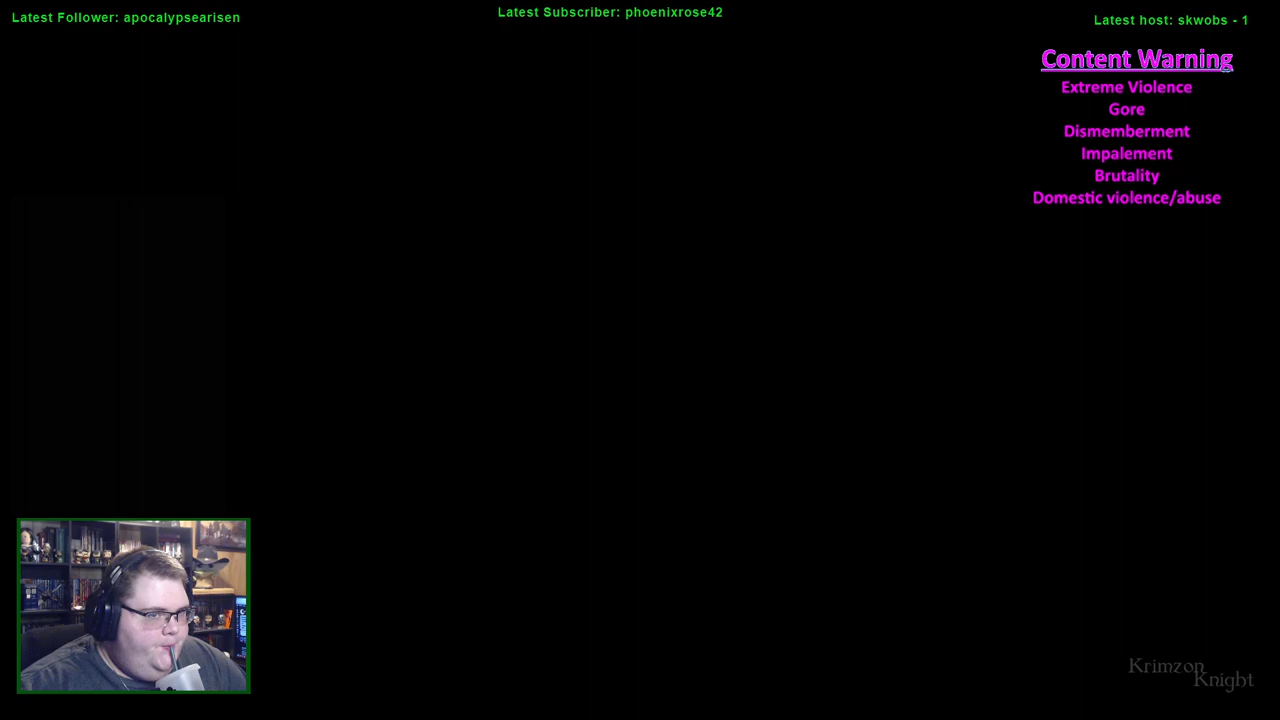 Latest Follower: apocalypsearisen
Latest Subscriber: phoenixrose42
Latest host: skwobs - 1
Content Warning
Extreme Violence
Gore
Dismemberment
Impalement
Brutality
Domestic violence/abuse
Krimzon
Knight